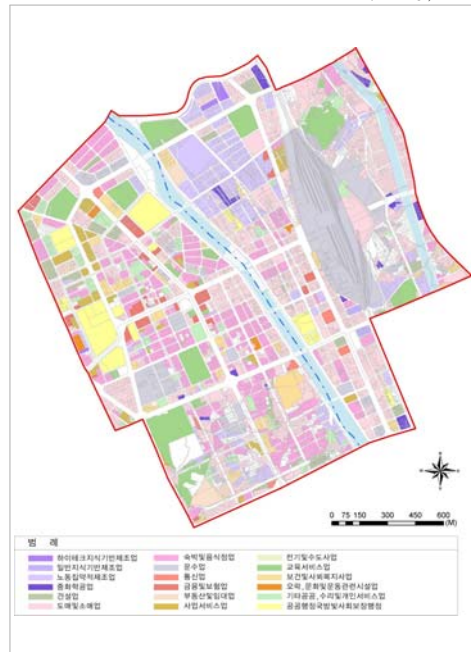 0 75 150 300 450 600
(M)
범 례
하이테크지식기반제조업
일반지식기반제조업
노동집약적제조업
중화학공업
건설업
도매및소매업
숙박및음식점업
운수업
통신업
금융및보험업
부동산및임대업
사업서비스업
전기및수도사업
교육서비스업
보건및사회복지사업
오락,문화및운동관련시설업
기타공공,수리및개인서비스업
공공행정국방및사회보장행정